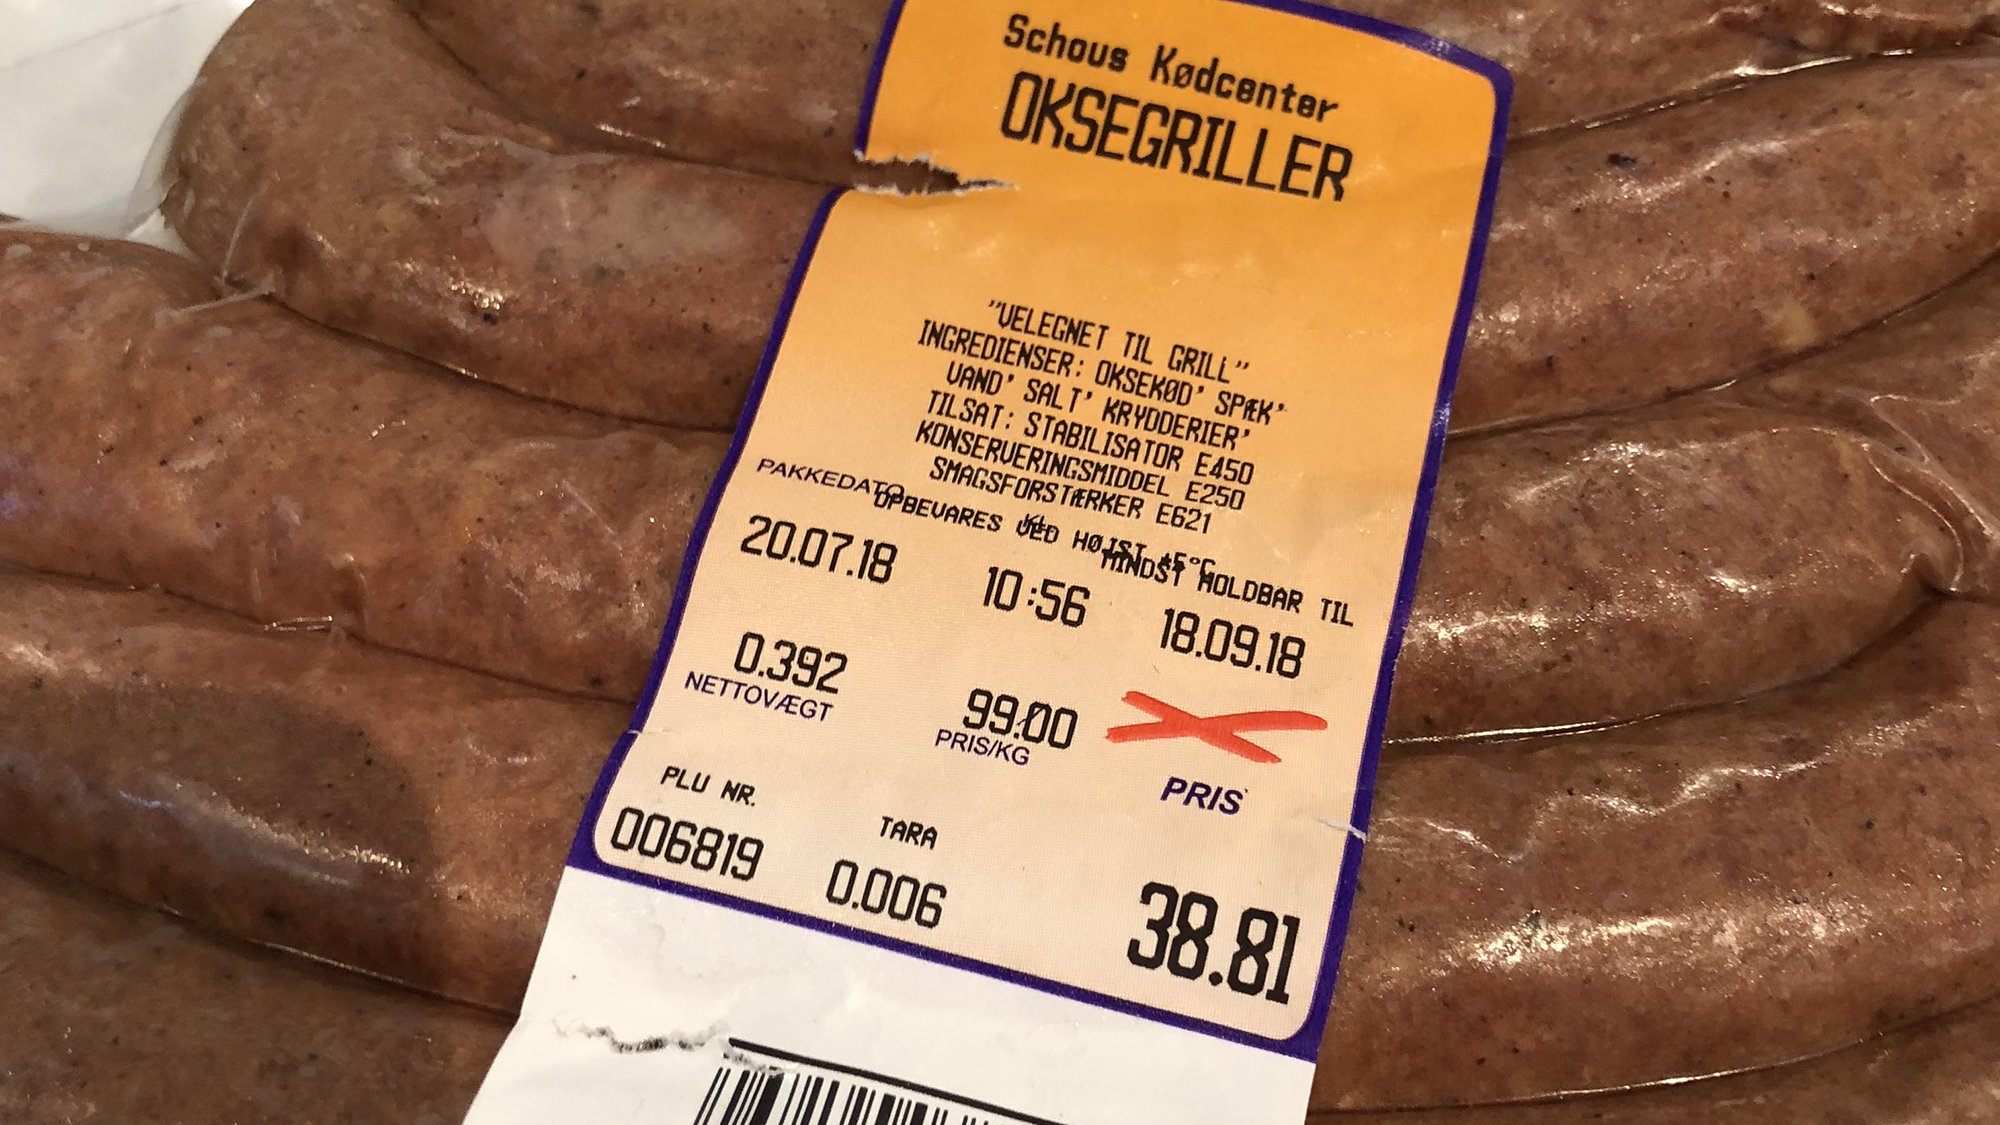 Schous Kødcenter
OKSEGRILLER
"VELEGNET TIL GRILL"
INGREDIENSER: OKSEKØD' SPÆK'
VAND' SALT' KRYDDERIER'
TILSAT: STABILISATOR E450
KONSERVERINGSMIDDEL E250
SMAGSFORSTÆRKER E621
PAKKEDATO
OPBEVARES VED HØJST +5°C
MINDST HOLDBAR TIL
20.07.18 10:56 18.09.18
0.392 99.00
NETTOVÆGT PRIS/KG
PRIS
PLU NR. TARA
006819 0.006 38.81